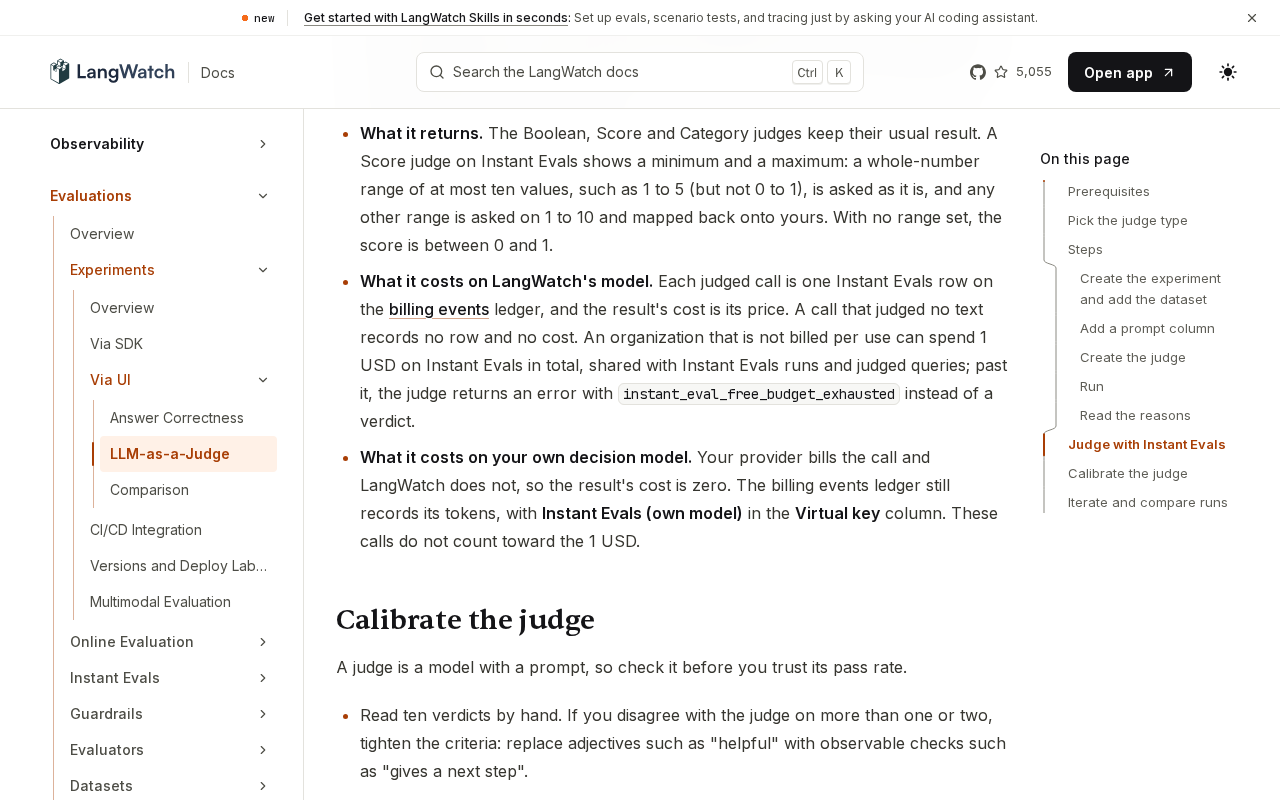 new
Get started with LangWatch Skills in seconds: Set up evals, scenario tests, and tracing just by asking your AI coding assistant.
LangWatch
Docs
Search the LangWatch docs
Ctrl
K
5,055
Open app
Observability
Evaluations
Overview
Experiments
Overview
Via SDK
Via UI
Answer Correctness
LLM-as-a-Judge
Comparison
CI/CD Integration
Versions and Deploy Lab...
Multimodal Evaluation
Online Evaluation
Instant Evals
Guardrails
Evaluators
Datasets
What it returns. The Boolean, Score and Category judges keep their usual result. A
Score judge on Instant Evals shows a minimum and a maximum: a whole-number
range of at most ten values, such as 1 to 5 (but not 0 to 1), is asked as it is, and any
other range is asked on 1 to 10 and mapped back onto yours. With no range set, the
score is between 0 and 1.
What it costs on LangWatch's model. Each judged call is one Instant Evals row on
the billing events ledger, and the result's cost is its price. A call that judged no text
records no row and no cost. An organization that is not billed per use can spend 1
USD on Instant Evals in total, shared with Instant Evals runs and judged queries; past
it, the judge returns an error with instant_eval_free_budget_exhausted instead of a
verdict.
What it costs on your own decision model. Your provider bills the call and
LangWatch does not, so the result's cost is zero. The billing events ledger still
records its tokens, with Instant Evals (own model) in the Virtual key column. These
calls do not count toward the 1 USD.
Calibrate the judge
A judge is a model with a prompt, so check it before you trust its pass rate.
Read ten verdicts by hand. If you disagree with the judge on more than one or two,
tighten the criteria: replace adjectives such as "helpful" with observable checks such
as "gives a next step".
On this page
Prerequisites
Pick the judge type
Steps
Create the experiment
and add the dataset
Add a prompt column
Create the judge
Run
Read the reasons
Judge with Instant Evals
Calibrate the judge
Iterate and compare runs